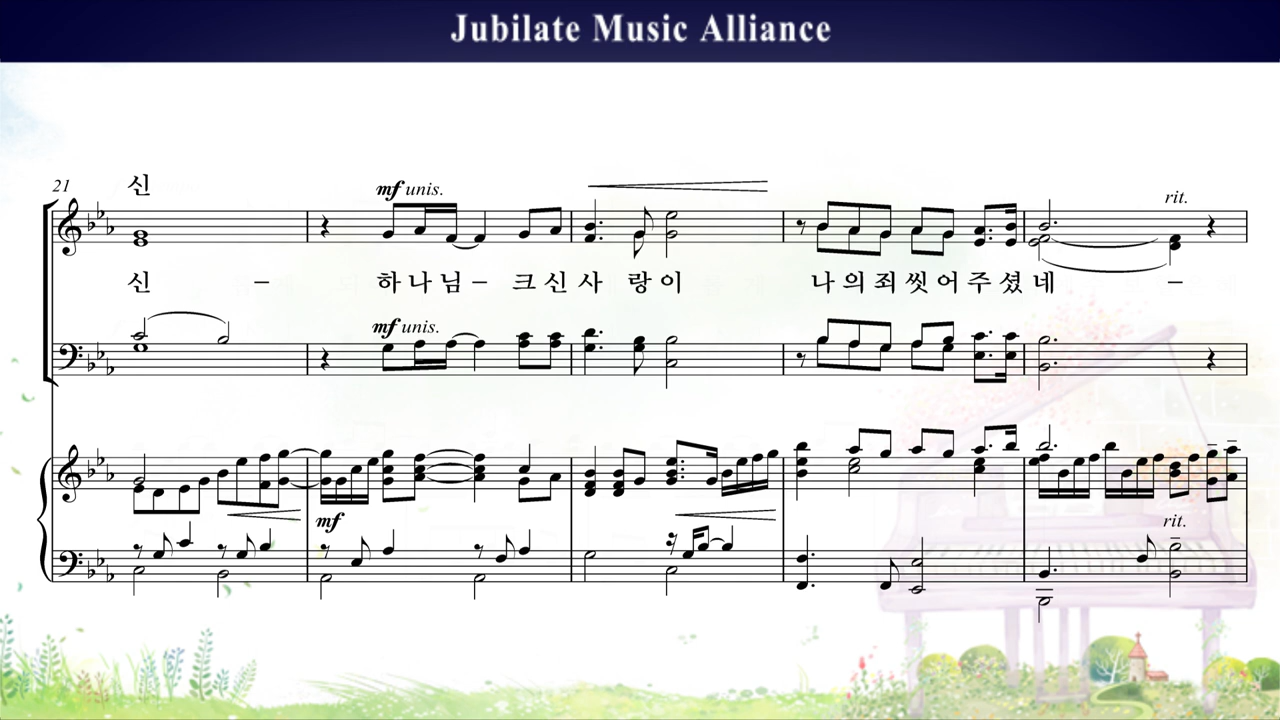 Jubilate Music Alliance
21
신
mf unis.
rit.
신 – 하나님– 크신사 랑이 나의죄씻어주셨네 –
mf unis.
mf
rit.